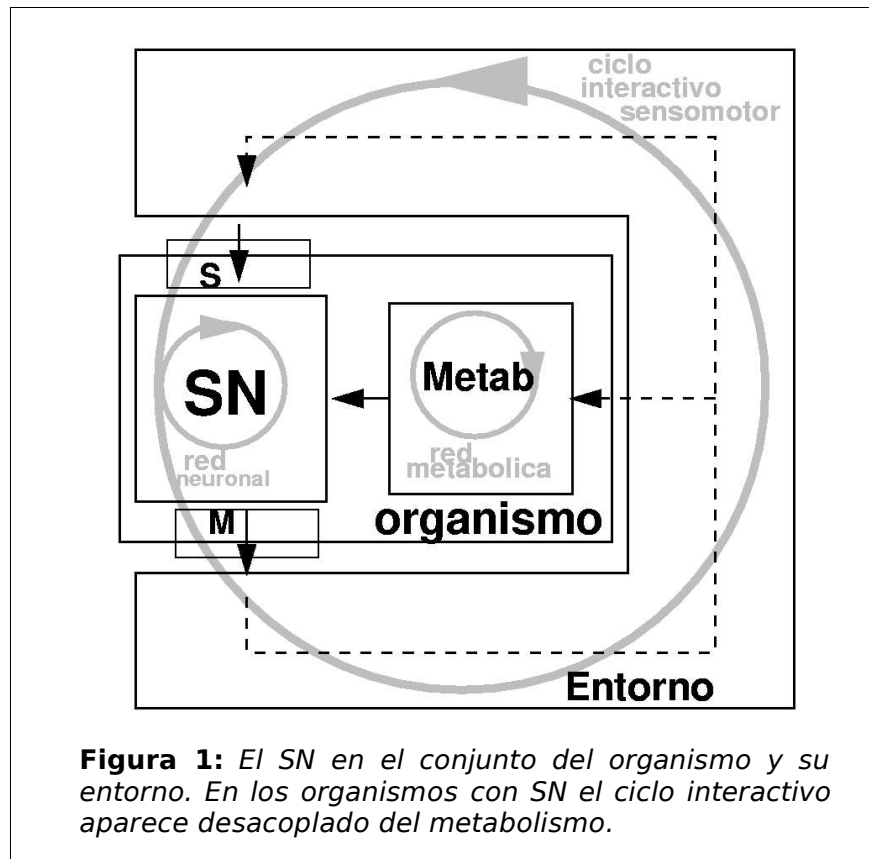 ciclo
interactivo
sensomotor
S
SN
red
neuronal
Metab
red
metabolica
M
organismo
Entorno
Figura 1: El SN en el conjunto del organismo y su
entorno. En los organismos con SN el ciclo interactivo
aparece desacoplado del metabolismo.